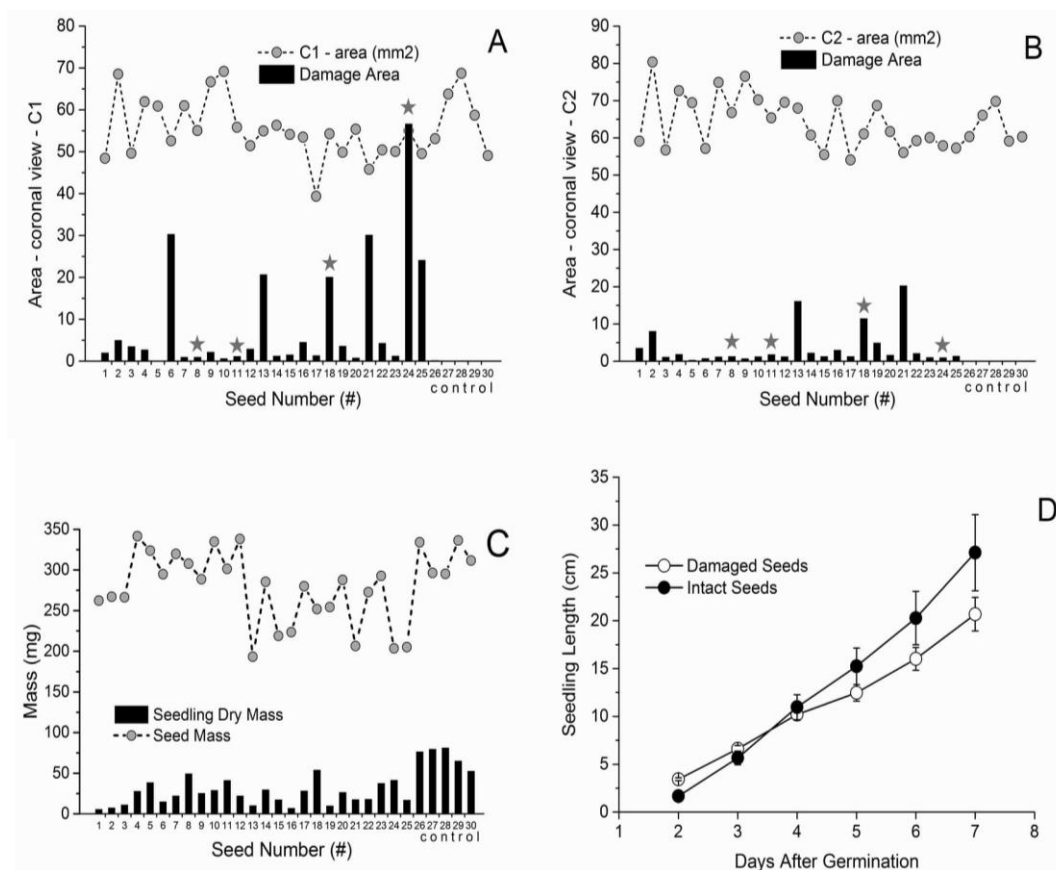 A
C1 - area (mm2)
Damage Area
Area - coronal view - C1
80
70
60
50
40
30
20
10
0
1 2 3 4 5 6 7 8 9 10 11 12 13 14 15 16 17 18 19 20 21 22 23 24 25 26 27 28 29 30
control
Seed Number (#)
B
C2 - area (mm2)
Damage Area
Area - coronal view - C2
90
80
70
60
50
40
30
20
10
0
1 2 3 4 5 6 7 8 9 10 11 12 13 14 15 16 17 18 19 20 21 22 23 24 25 26 27 28 29 30
control
Seed Number (#)
C
Mass (mg)
350
300
250
200
150
100
50
0
Seedling Dry Mass
Seed Mass
1 2 3 4 5 6 7 8 9 10 11 12 13 14 15 16 17 18 19 20 21 22 23 24 25 26 27 28 29 30
control
Seed Number (#)
D
Damaged Seeds
Intact Seeds
Seedling Length (cm)
35
30
25
20
15
10
5
0
1 2 3 4 5 6 7 8
Days After Germination